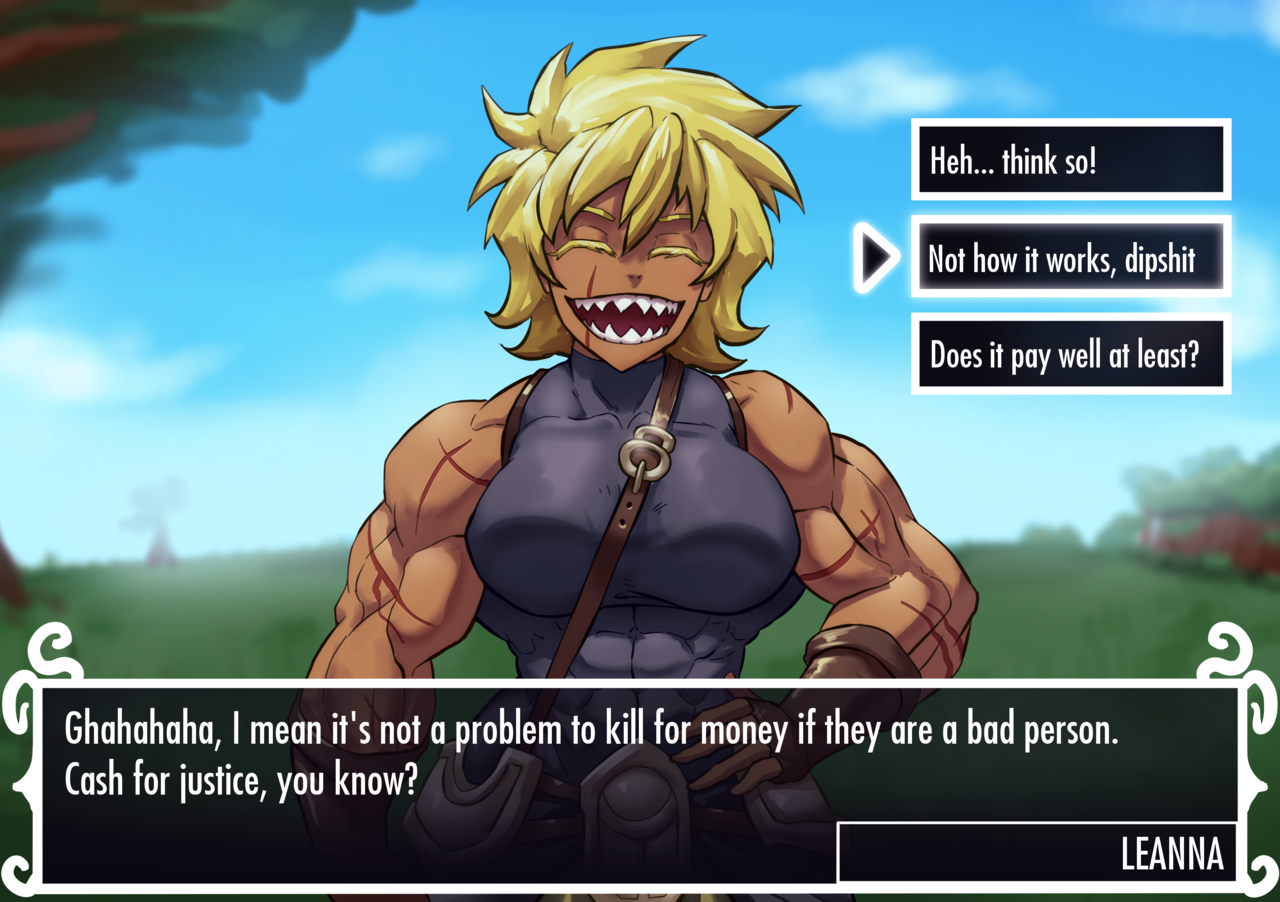 Heh... think so!
Not how it works, dipshit
Does it pay well at least?
Ghahahaha, I mean it's not a problem to kill for money if they are a bad person.
Cash for justice, you know?
LEANNA